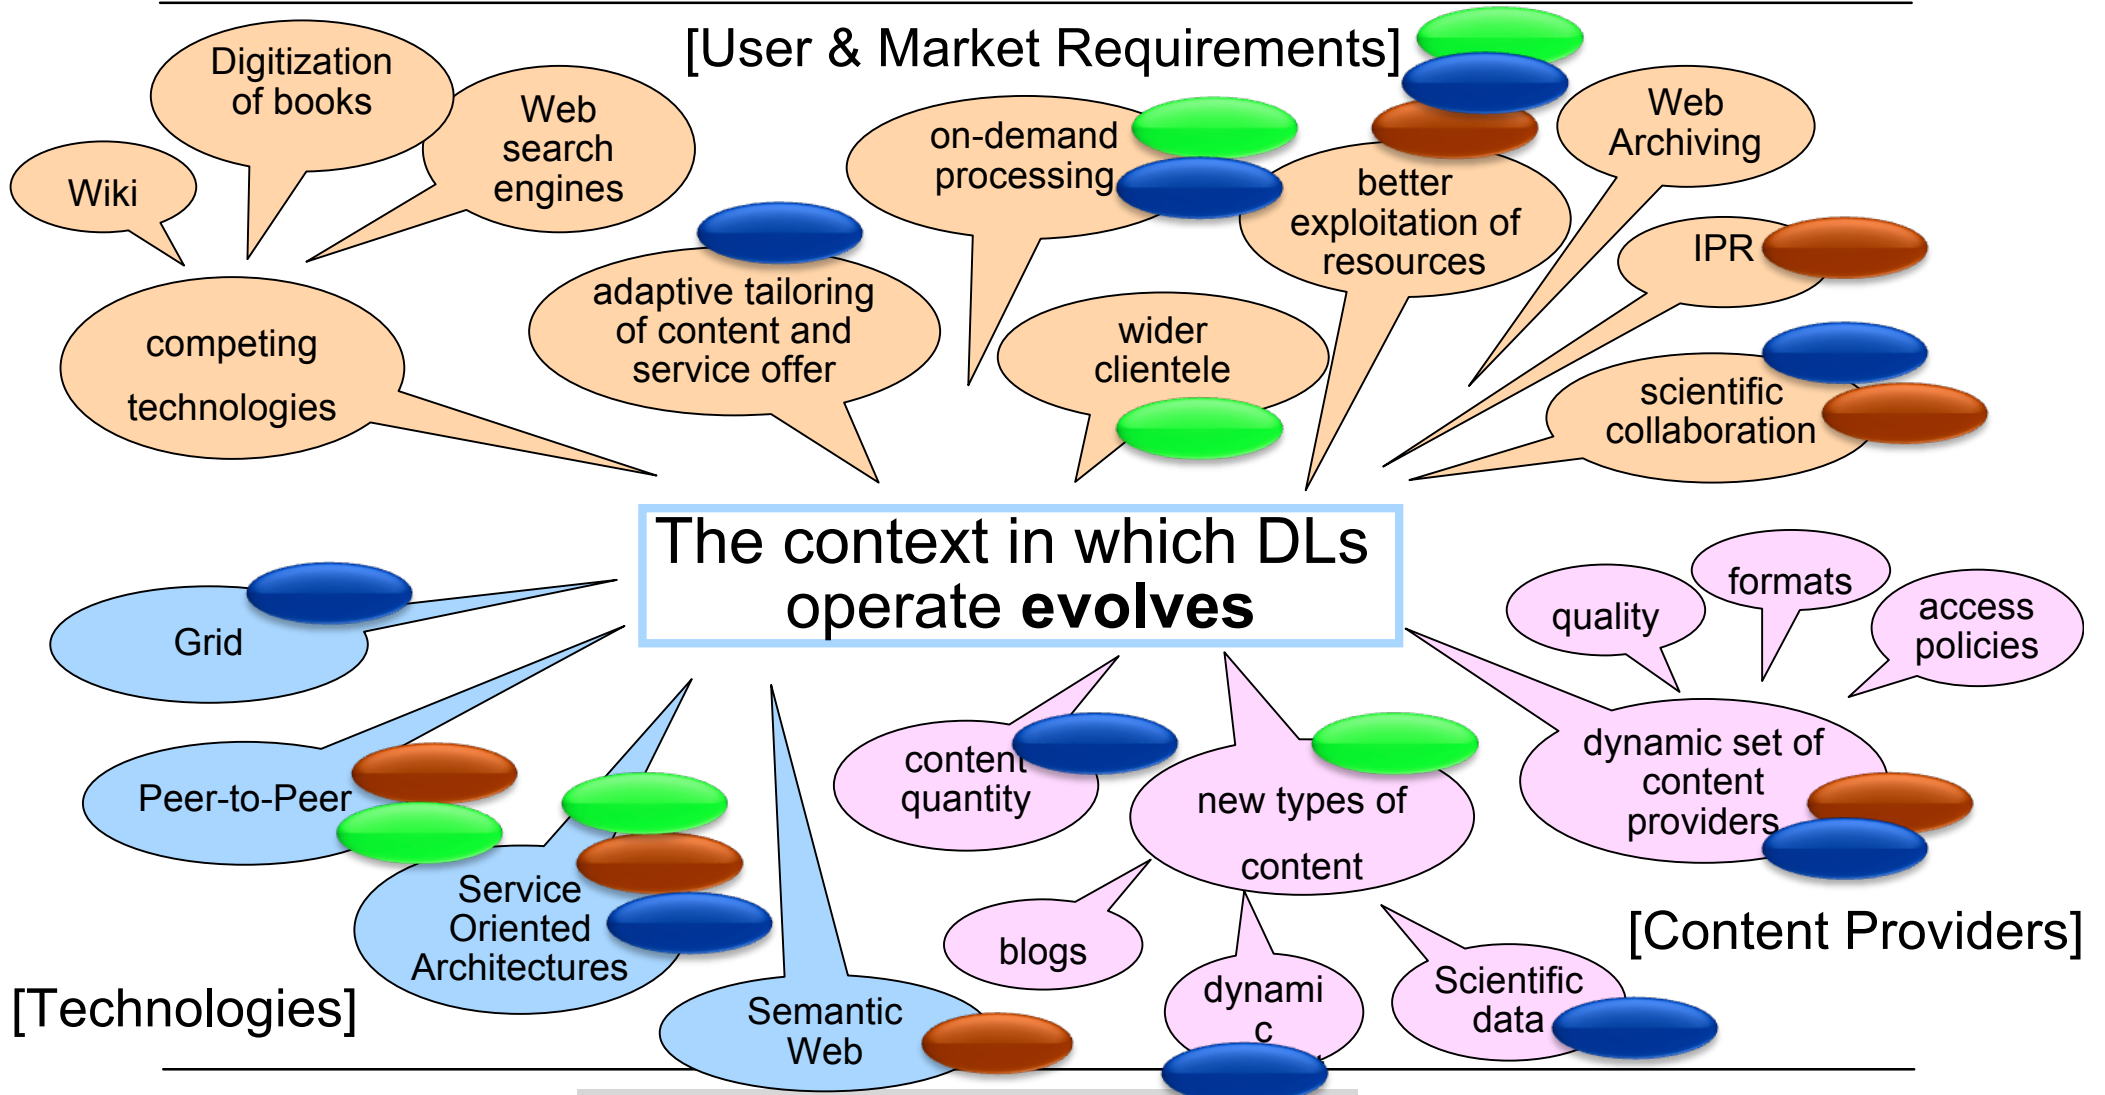 [User & Market Requirements]
Digitization
of books
Web
search
engines
Wiki
on-demand
processing
Web
Archiving
better
exploitation of
resources
IPR
adaptive tailoring
of content and
service offer
competing
technologies
wider
clientele
scientific
collaboration
The context in which DLs
operate evolves
Grid
Peer-to-Peer
Service
Oriented
Architectures
Semantic
Web
[Technologies]
content
quantity
new types of
content
blogs
dynami
c
Scientific
data
quality
formats
access
policies
dynamic set of
content
providers
[Content Providers]